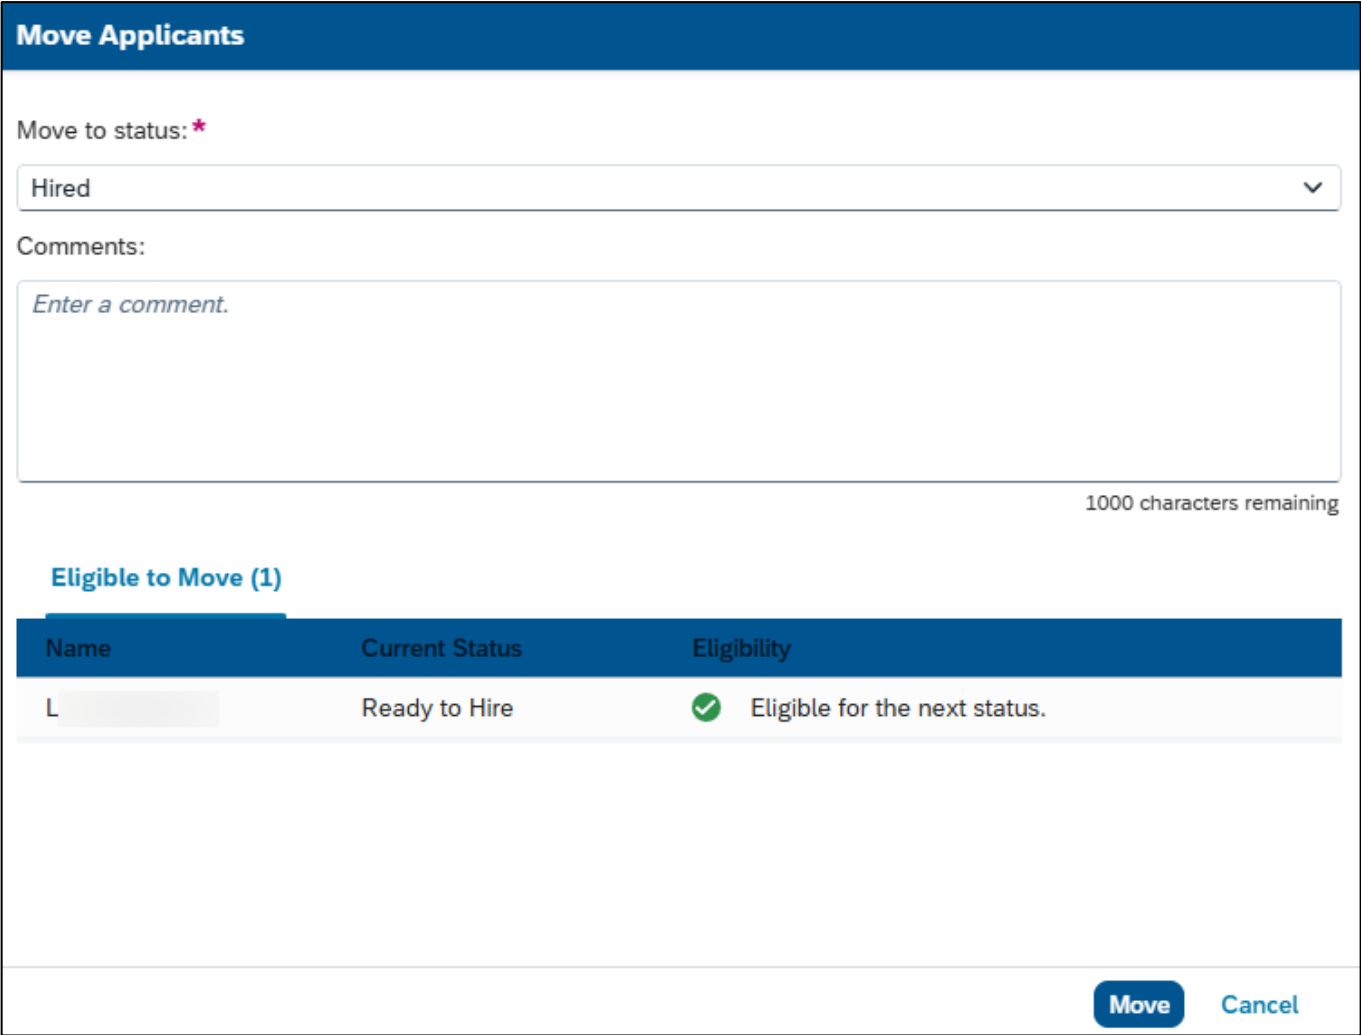 Move Applicants
Move to status:*
Hired
Comments:
Enter a comment.
1000 characters remaining
Eligible to Move (1)
Name Current Status Eligibility
L Ready to Hire Eligible for the next status.
Move Cancel